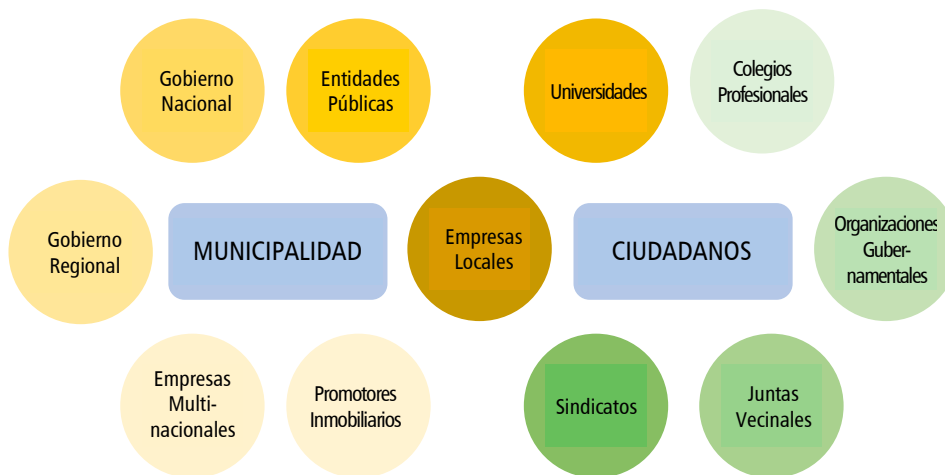 Gobierno
Nacional
Entidades
Públicas
Universidades
Colegios
Profesionales
Gobierno
Regional
MUNICIPALIDAD
Empresas
Locales
CIUDADANOS
Organizaciones
Guber-
namentales
Empresas
Multi-
nacionales
Promotores
Inmobiliarios
Sindicatos
Juntas
Vecinales